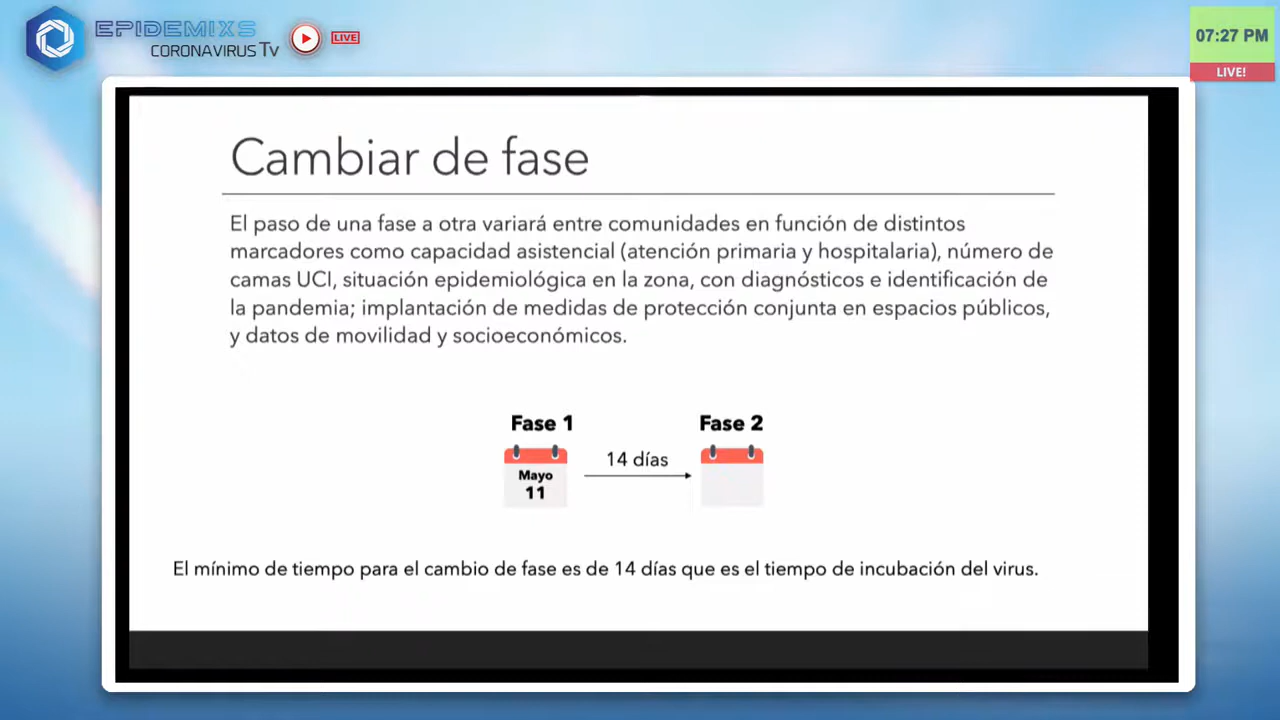 EPIDEMIXS
CORONAVIRUS Tv
LIVE
07:27 PM
LIVE!
Cambiar de fase
El paso de una fase a otra variará entre comunidades en función de distintos
marcadores como capacidad asistencial (atención primaria y hospitalaria), número de
camas UCI, situación epidemiológica en la zona, con diagnósticos e identificación de
la pandemia; implantación de medidas de protección conjunta en espacios públicos,
y datos de movilidad y socioeconómicos.
Fase 1
Fase 2
14 días
Mayo
11
El mínimo de tiempo para el cambio de fase es de 14 días que es el tiempo de incubación del virus.